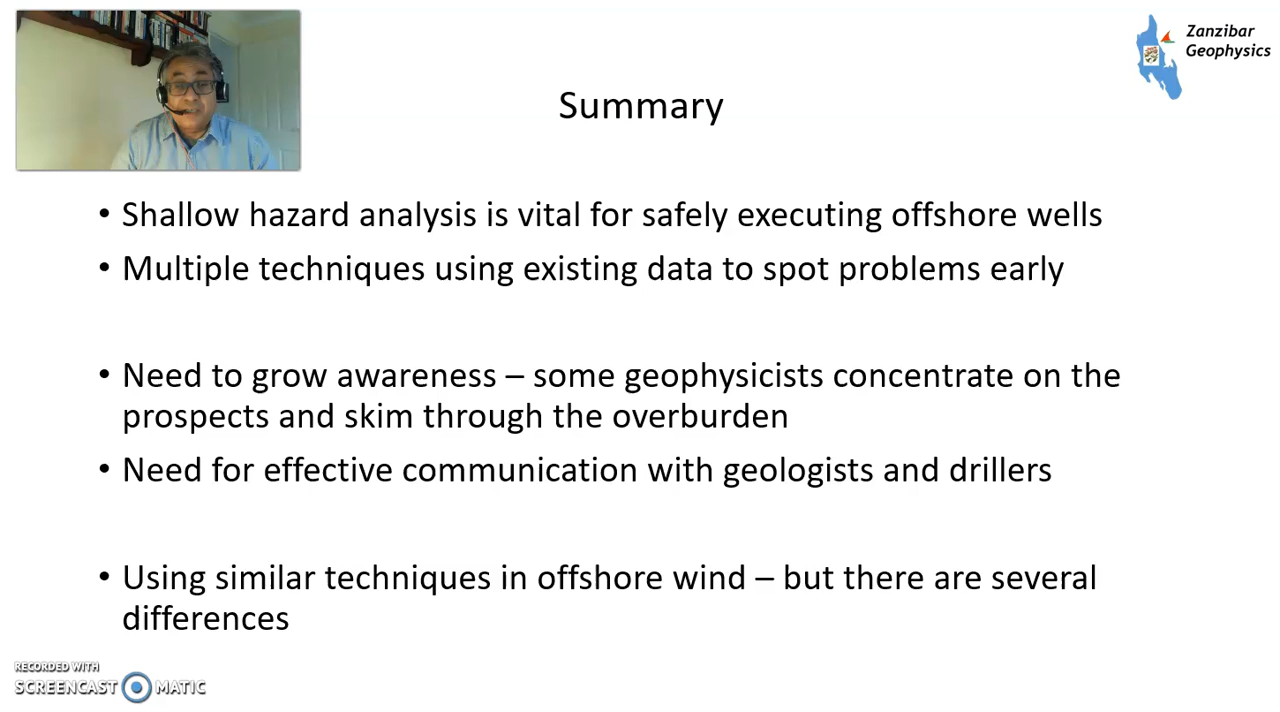 Zanzibar
Geophysics
Summary
• Shallow hazard analysis is vital for safely executing offshore wells
• Multiple techniques using existing data to spot problems early
• Need to grow awareness – some geophysicists concentrate on the
prospects and skim through the overburden
• Need for effective communication with geologists and drillers
• Using similar techniques in offshore wind – but there are several
differences
RECORDED WITH
SCREENCAST MATIC